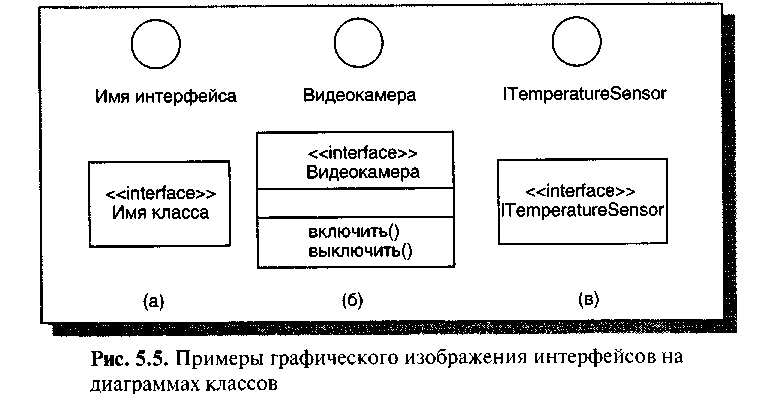 Имя интерфейса Видеокамера ITemperatureSensor
<<interface>>
Имя класса
<<interface>>
Видеокамера
включить()
выключить()
<<interface>>
ITemperatureSensor
(а) (б) (в)
Рис. 5.5. Примеры графического изображения интерфейсов на
диаграммах классов